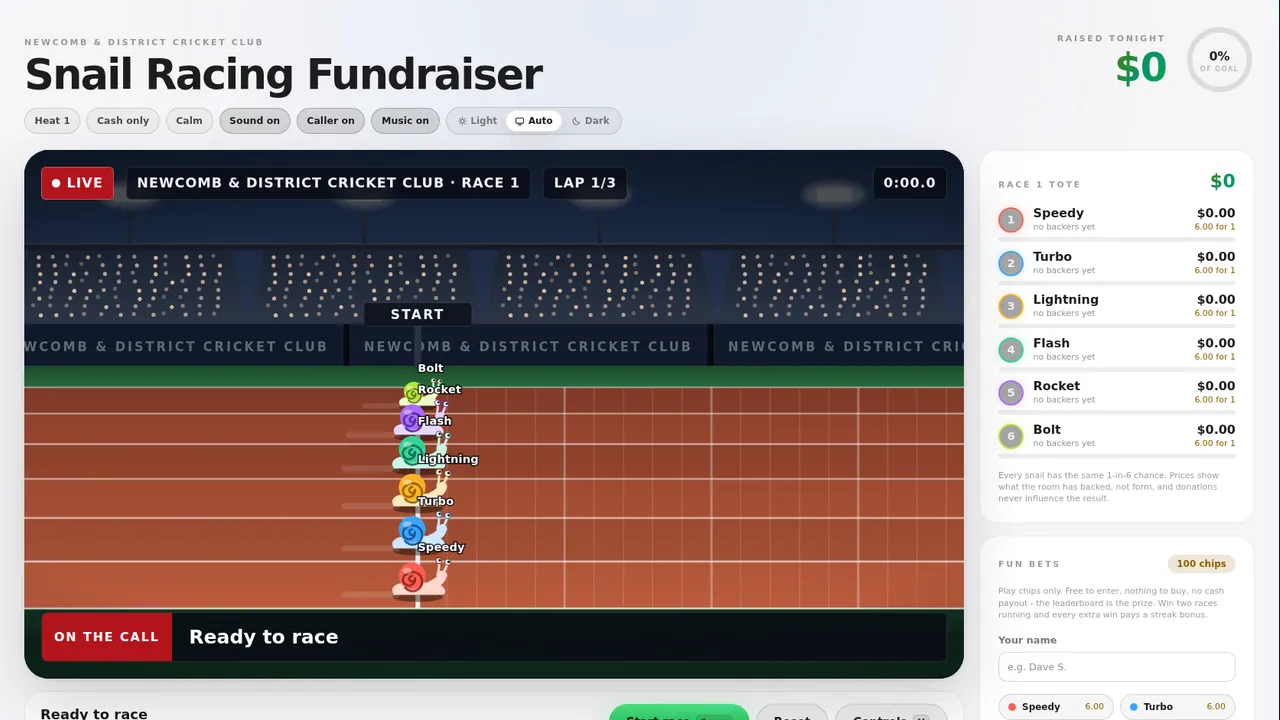 NEWCOMB & DISTRICT CRICKET CLUB
Snail Racing Fundraiser
RAISED TONIGHT
$0
0%
OF GOAL
Heat 1
Cash only
Calm
Sound on
Caller on
Music on
Light
Auto
Dark
LIVE
NEWCOMB & DISTRICT CRICKET CLUB · RACE 1
LAP 1/3
0:00.0
START
WCOMB & DISTRICT CRICKET CLUB
NEWCOMB & DISTRICT CRICKET CLUB
NEWCOMB & DISTRICT CRIC
Bolt
Rocket
Flash
Lightning
Turbo
Speedy
ON THE CALL
Ready to race
Ready to race
Start race
Reset
Controls
RACE 1 TOTE
$0
1
Speedy
$0.00
no backers yet
6.00 for 1
2
Turbo
$0.00
no backers yet
6.00 for 1
3
Lightning
$0.00
no backers yet
6.00 for 1
4
Flash
$0.00
no backers yet
6.00 for 1
5
Rocket
$0.00
no backers yet
6.00 for 1
6
Bolt
$0.00
no backers yet
6.00 for 1
Every snail has the same 1-in-6 chance. Prices show
what the room has backed, not form, and donations
never influence the result.
FUN BETS
100 chips
Play chips only. Free to enter, nothing to buy, no cash
payout - the leaderboard is the prize. Win two races
running and every extra win pays a streak bonus.
Your name
e.g. Dave S.
Speedy
6.00
Turbo
6.00